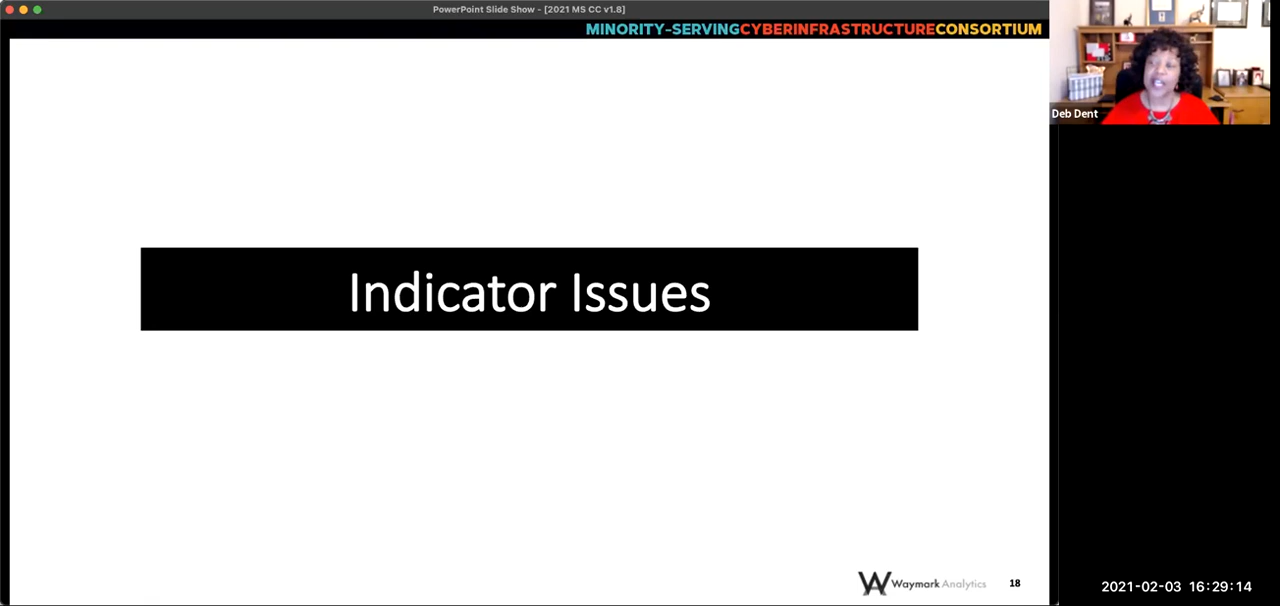 PowerPoint Slide Show - [2021 MS CC v1.8]
MINORITY-SERVINGCYBERINFRASTRUCTURECONSORTIUM
Deb Dent
Indicator Issues
Waymark Analytics
18
2021-02-03 16:29:14